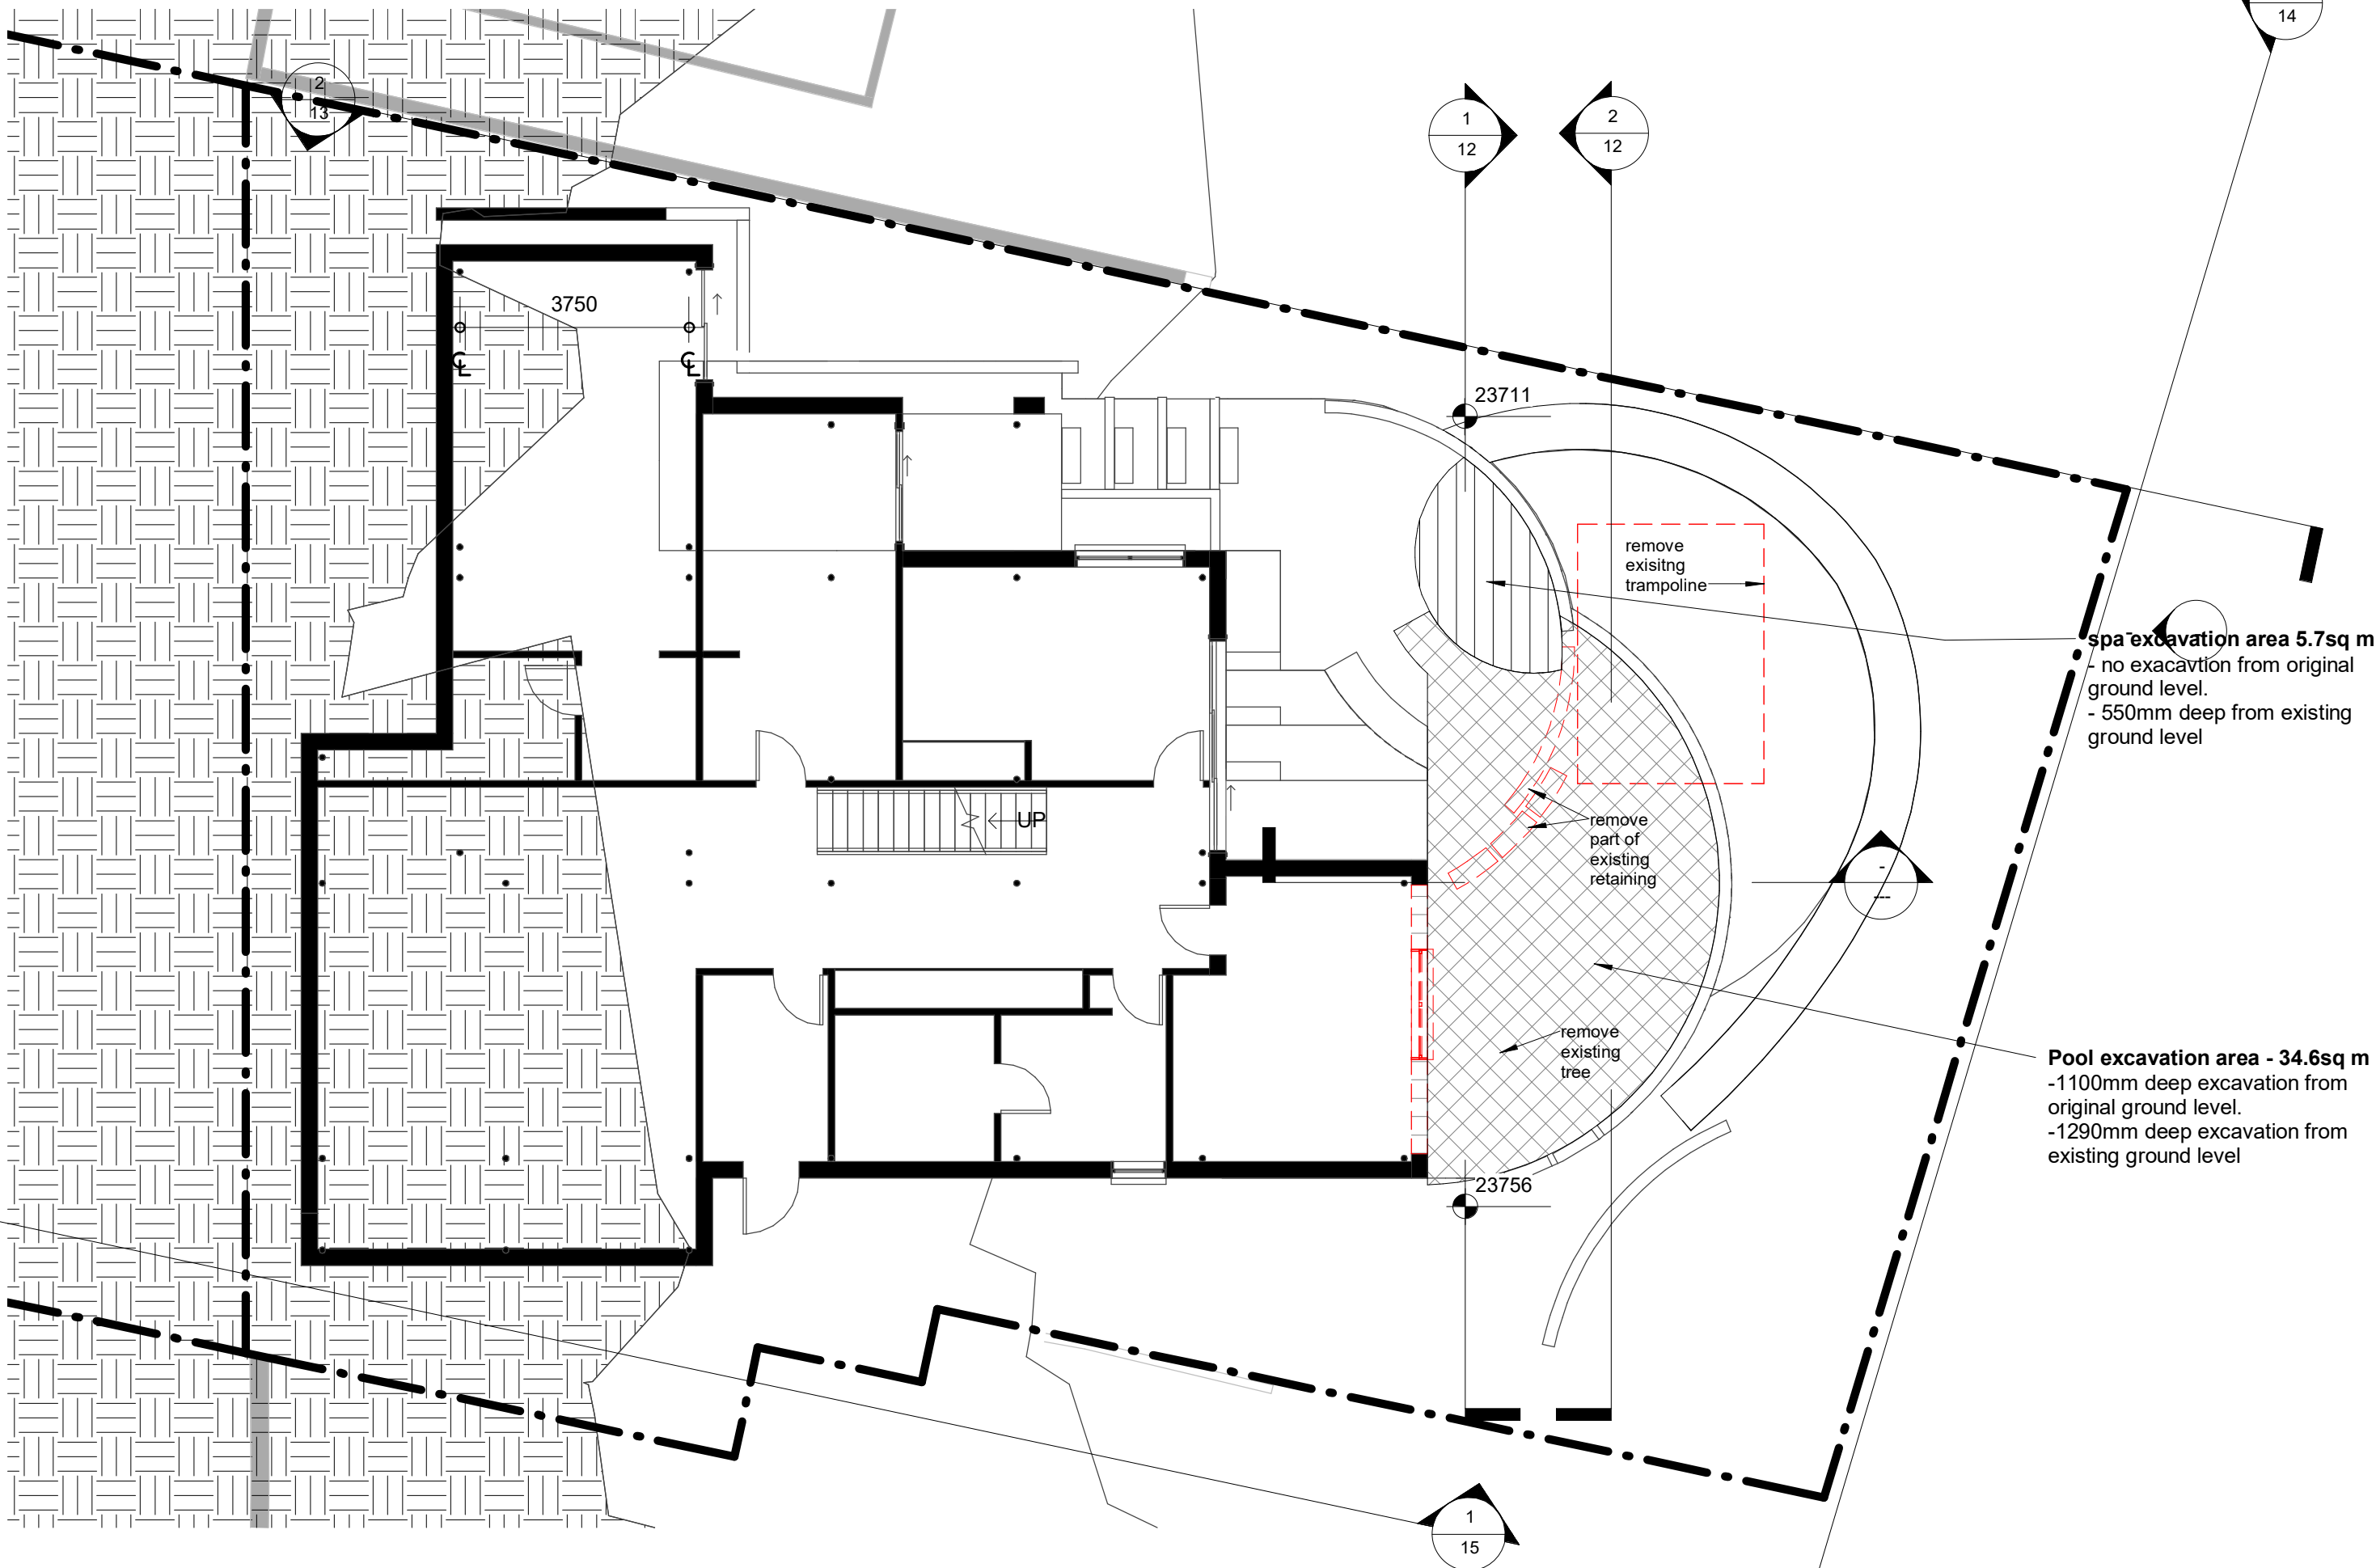 14
2
13
1
12
2
12
3750
℄
℄
23711
remove
exisitng
trampoline
spa excavation area 5.7sq m
- no exacavtion from original
ground level.
- 550mm deep from existing
ground level
UP
remove
part of
existing
retaining
-
---
remove
existing
tree
Pool excavation area - 34.6sq m
-1100mm deep excavation from
original ground level.
-1290mm deep excavation from
existing ground level
23756
1
15